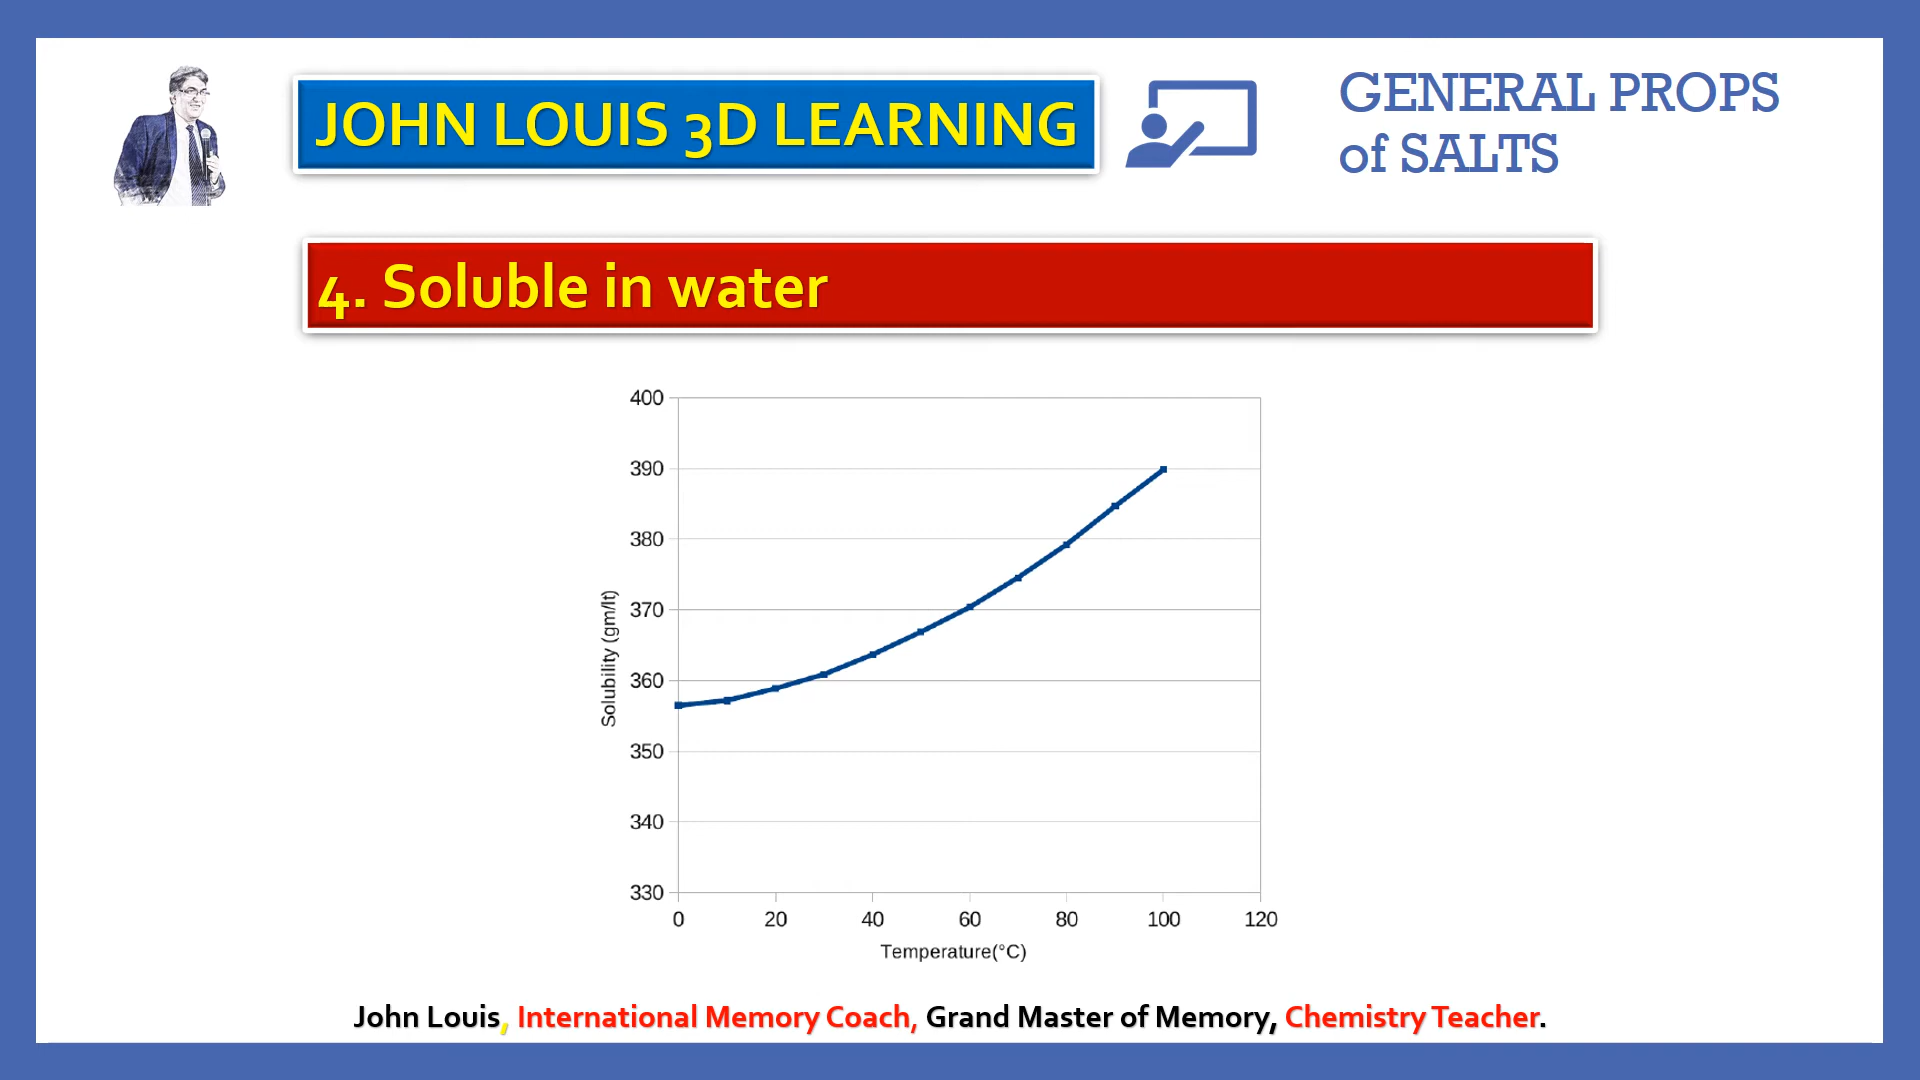 JOHN LOUIS 3D LEARNING
GENERAL PROPS
of SALTS
4. Soluble in water
400
390
380
370
360
350
340
330
Solubility (gm/lt)
0 20 40 60 80 100 120
Temperature(°C)
John Louis, International Memory Coach, Grand Master of Memory, Chemistry Teacher.